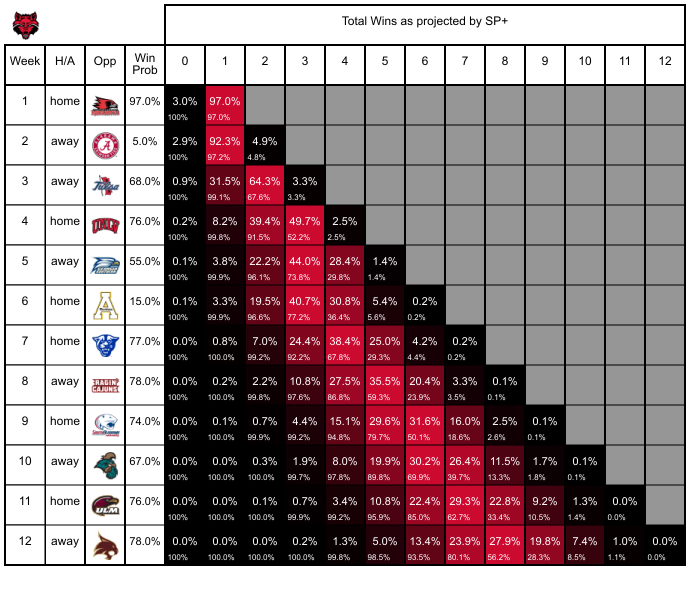 Total Wins as projected by SP+
Week H/A Opp Win Prob 0 1 2 3 4 5 6 7 8 9 10 11 12
1 home 97.0% 3.0% 97.0%
100% 97.0%
2 away 5.0% 2.9% 92.3% 4.9%
100% 97.2% 4.8%
3 away Tulsa 68.0% 0.9% 31.5% 64.3% 3.3%
100% 99.1% 67.6% 3.3%
4 home UNLV 76.0% 0.2% 8.2% 39.4% 49.7% 2.5%
100% 99.8% 91.5% 52.2% 2.5%
5 away 55.0% 0.1% 3.8% 22.2% 44.0% 28.4% 1.4%
100% 99.9% 96.1% 73.8% 29.8% 1.4%
6 home A 15.0% 0.1% 3.3% 19.5% 40.7% 30.8% 5.4% 0.2%
100% 99.9% 96.6% 77.2% 36.4% 5.6% 0.2%
7 home 77.0% 0.0% 0.8% 7.0% 24.4% 38.4% 25.0% 4.2% 0.2%
100% 100.0% 99.2% 92.2% 67.8% 29.3% 4.4% 0.2%
8 away RAGIN CAJUNS 78.0% 0.0% 0.2% 2.2% 10.8% 27.5% 35.5% 20.4% 3.3% 0.1%
100% 100.0% 99.8% 97.6% 86.8% 59.3% 23.9% 3.5% 0.1%
9 home 74.0% 0.0% 0.1% 0.7% 4.4% 15.1% 29.6% 31.6% 16.0% 2.5% 0.1%
100% 100.0% 99.9% 99.2% 94.8% 79.7% 50.1% 18.6% 2.6% 0.1%
10 away 67.0% 0.0% 0.0% 0.3% 1.9% 8.0% 19.9% 30.2% 26.4% 11.5% 1.7% 0.1%
100% 100.0% 100.0% 99.7% 97.8% 89.8% 69.9% 39.7% 13.3% 1.8% 0.1%
11 home ULM 76.0% 0.0% 0.0% 0.1% 0.7% 3.4% 10.8% 22.4% 29.3% 22.8% 9.2% 1.3% 0.0%
100% 100.0% 100.0% 99.9% 99.2% 95.9% 85.0% 62.7% 33.4% 10.5% 1.4% 0.0%
12 away 78.0% 0.0% 0.0% 0.0% 0.2% 1.3% 5.0% 13.4% 23.9% 27.9% 19.8% 7.4% 1.0% 0.0%
100% 100.0% 100.0% 100.0% 99.8% 98.5% 93.5% 80.1% 56.2% 28.3% 8.5% 1.1% 0.0%